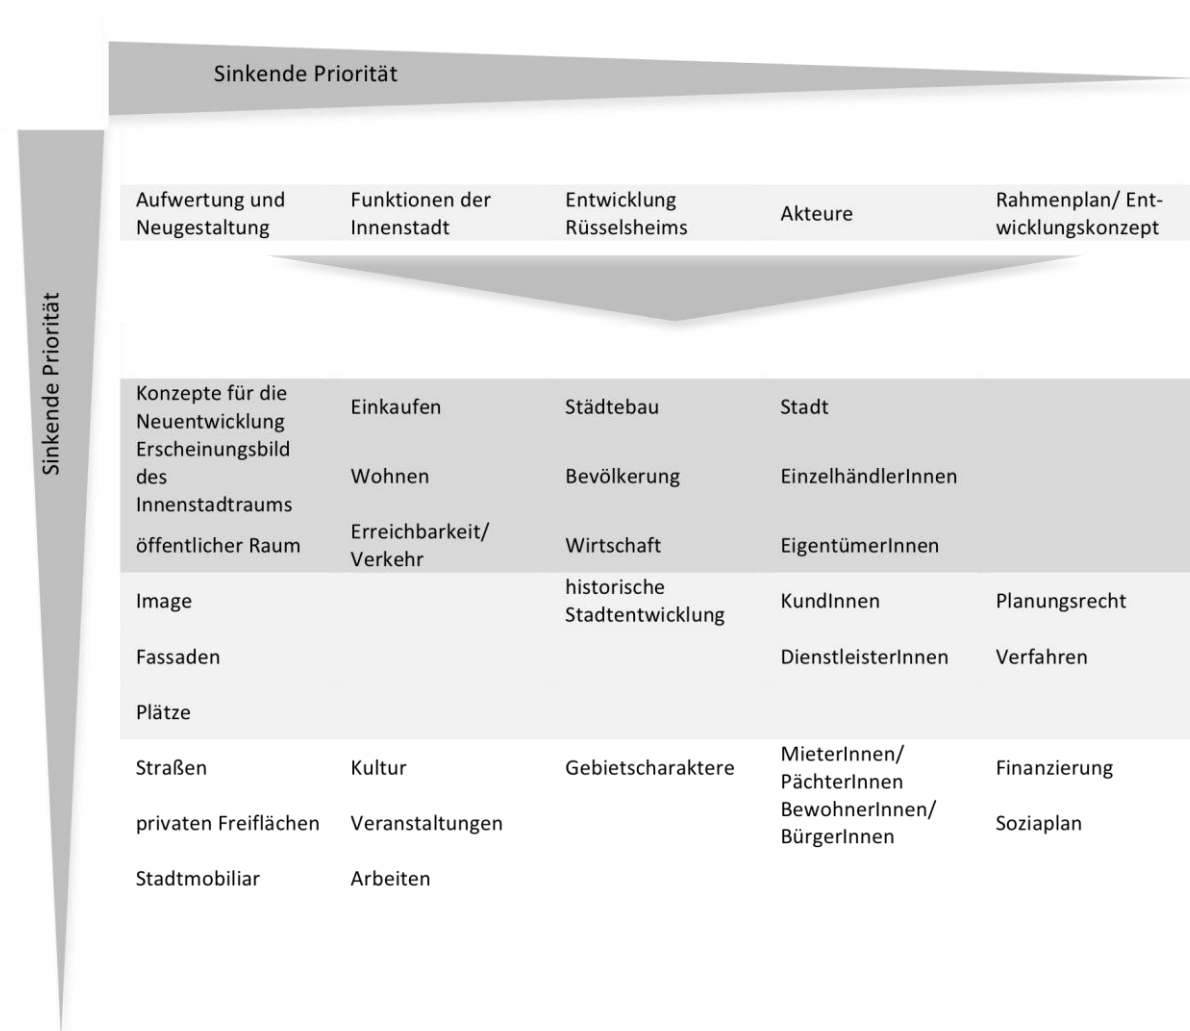 Sinkende Priorität
Sinkende Priorität
Aufwertung und
Neugestaltung
Funktionen der
Innenstadt
Entwicklung
Rüsselsheims
Akteure
Rahmenplan/ Ent-
wicklungskonzept
Konzepte für die
Neuentwicklung
Einkaufen
Städtebau
Stadt
Erscheinungsbild
des
Innenstadtraums
Wohnen
Bevölkerung
EinzelhändlerInnen
öffentlicher Raum
Erreichbarkeit/
Verkehr
Wirtschaft
EigentümerInnen
Image
historische
Stadtentwicklung
KundInnen
Planungsrecht
Fassaden
DienstleisterInnen
Verfahren
Plätze
Straßen
Kultur
Gebietscharaktere
MieterInnen/
PächterInnen
Finanzierung
privaten Freiflächen
Veranstaltungen
BewohnerInnen/
BürgerInnen
Soziaplan
Stadtmobiliar
Arbeiten